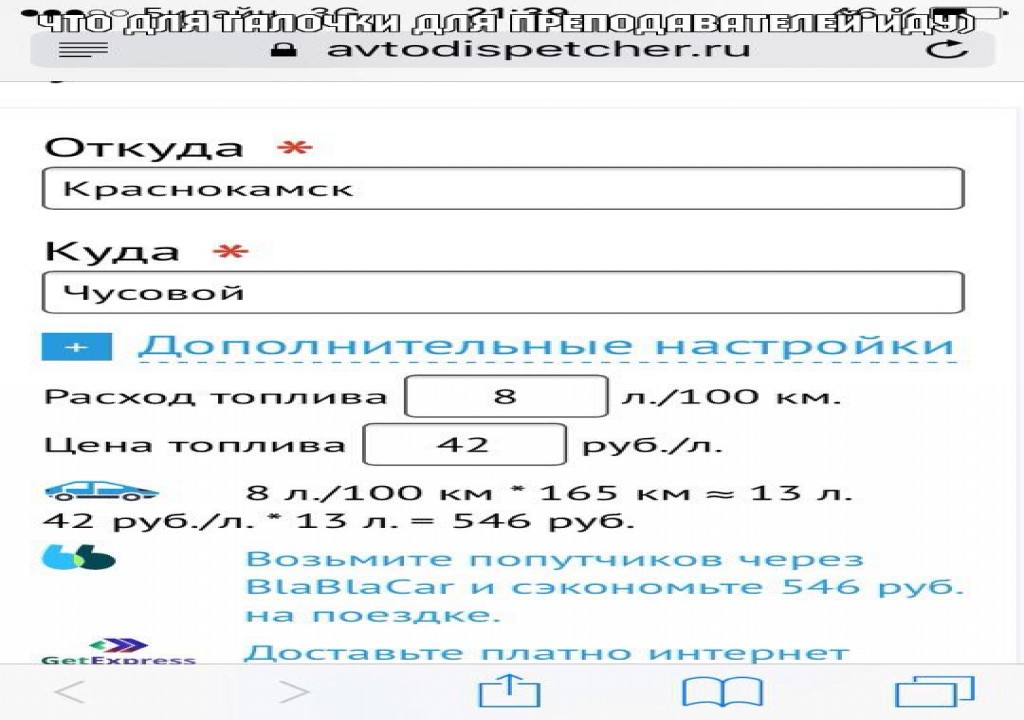 ЧТО ДЛЯ ГАЛОЧКИ ДЛЯ ПРЕПОДАВАТЕЛЕЙ ИДУ)
21:39
avtodispetcher.ru
Откуда *
Краснокамск
Куда *
Чусовой
+ Дополнительные настройки
Расход топлива 8 л./100 км.
Цена топлива 42 руб./л.
8 л./100 км * 165 км ≈ 13 л.
42 руб./л. * 13 л. = 546 руб.
Возьмите попутчиков через
BlaBlaCar и сэкономьте 546 руб.
на поездке.
GetExpress
Доставьте платно интернет